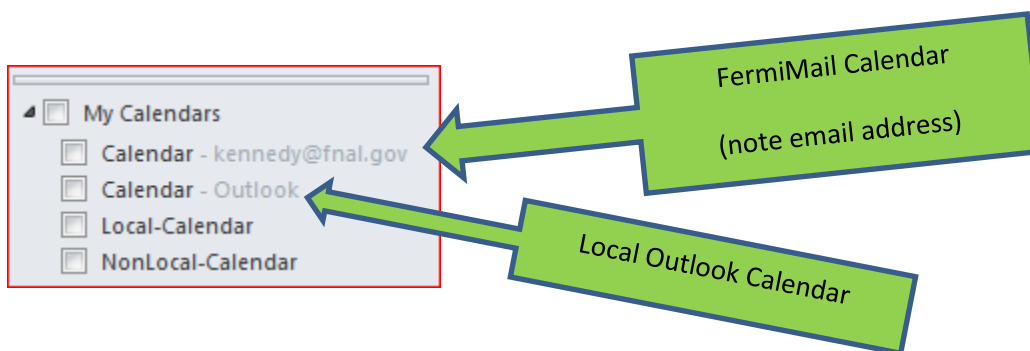 FermiMail Calendar
(note email address)
My Calendars
Calendar - kennedy@fnal.gov
Calendar - Outlook
Local-Calendar
NonLocal-Calendar
Local Outlook Calendar